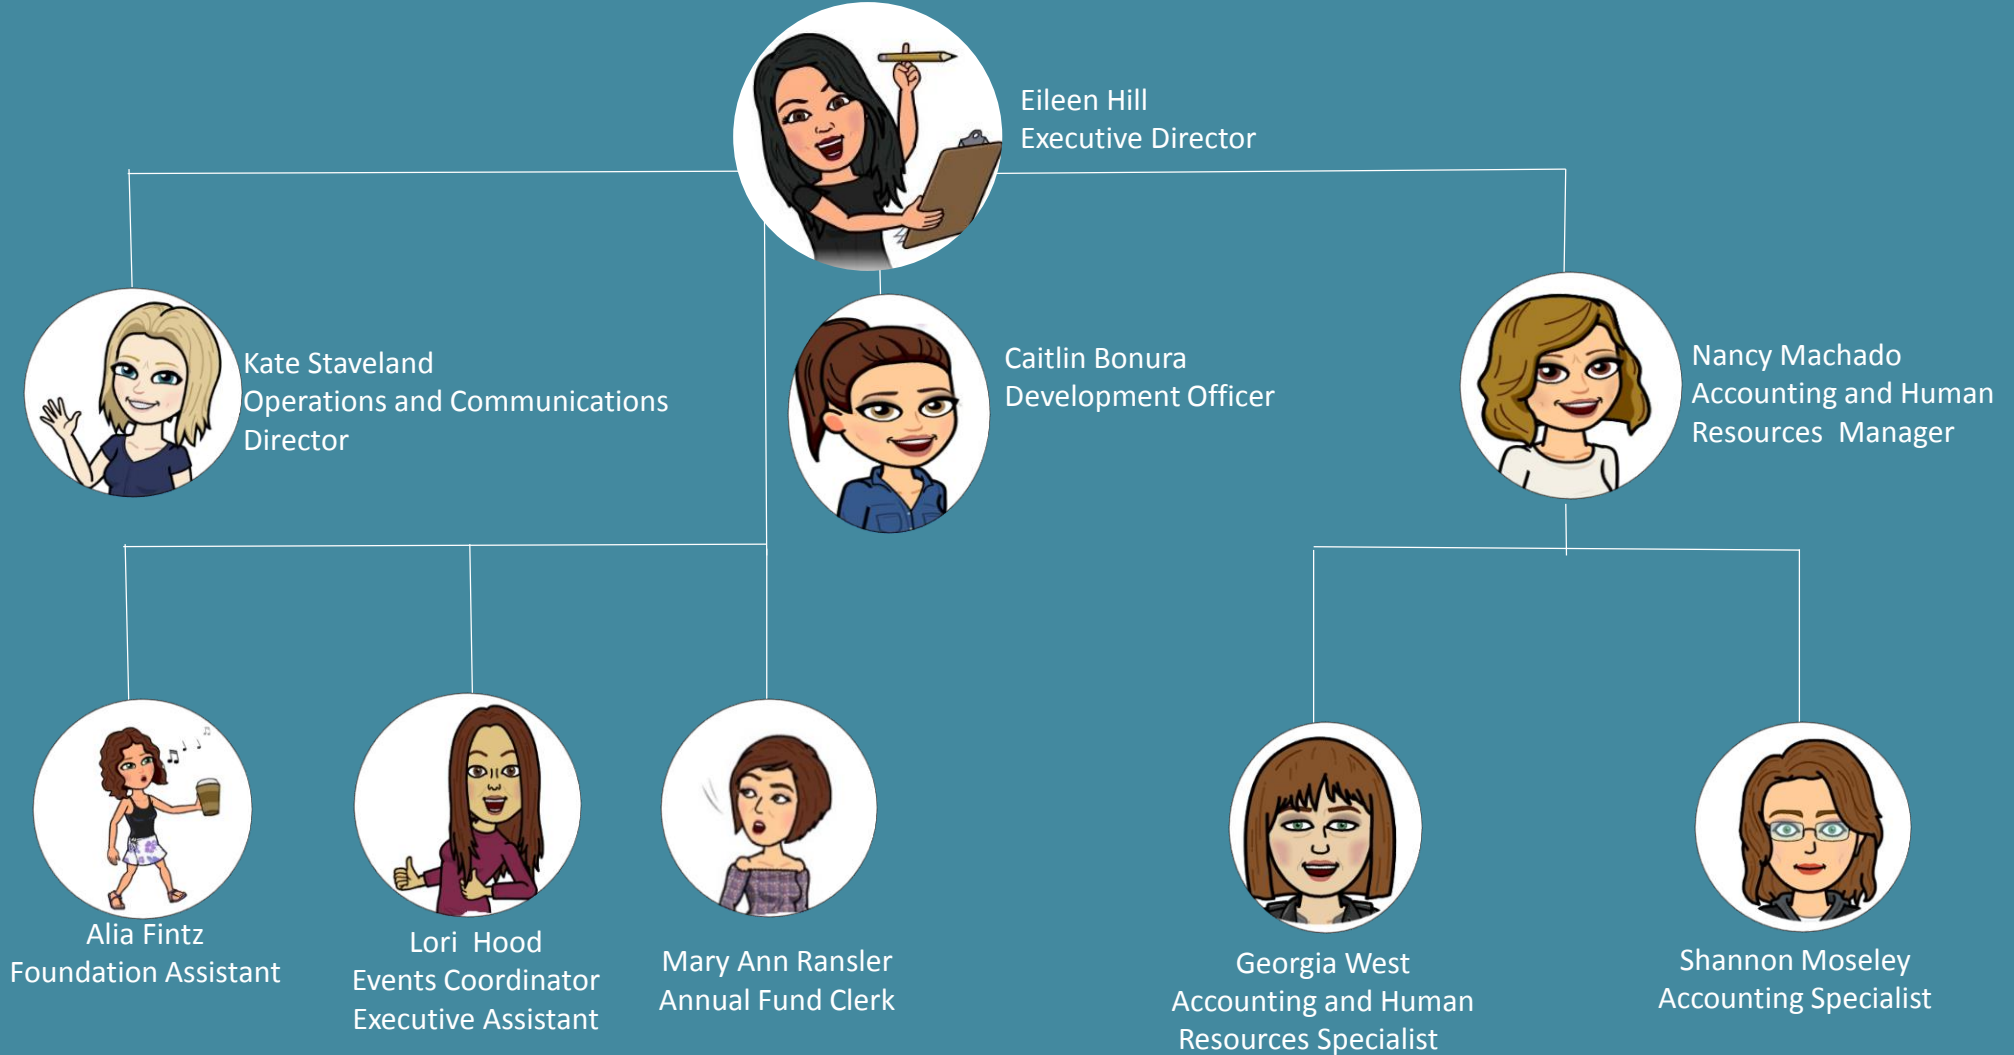 Eileen Hill
Executive Director
Kate Staveland
Operations and Communications
Director
Caitlin Bonura
Development Officer
Nancy Machado
Accounting and Human
Resources  Manager
Alia Fintz
Foundation Assistant
Lori  Hood
Events Coordinator
Executive Assistant
Mary Ann Ransler
Annual Fund Clerk
Georgia West
Accounting and Human
Resources Specialist
Shannon Moseley
Accounting Specialist